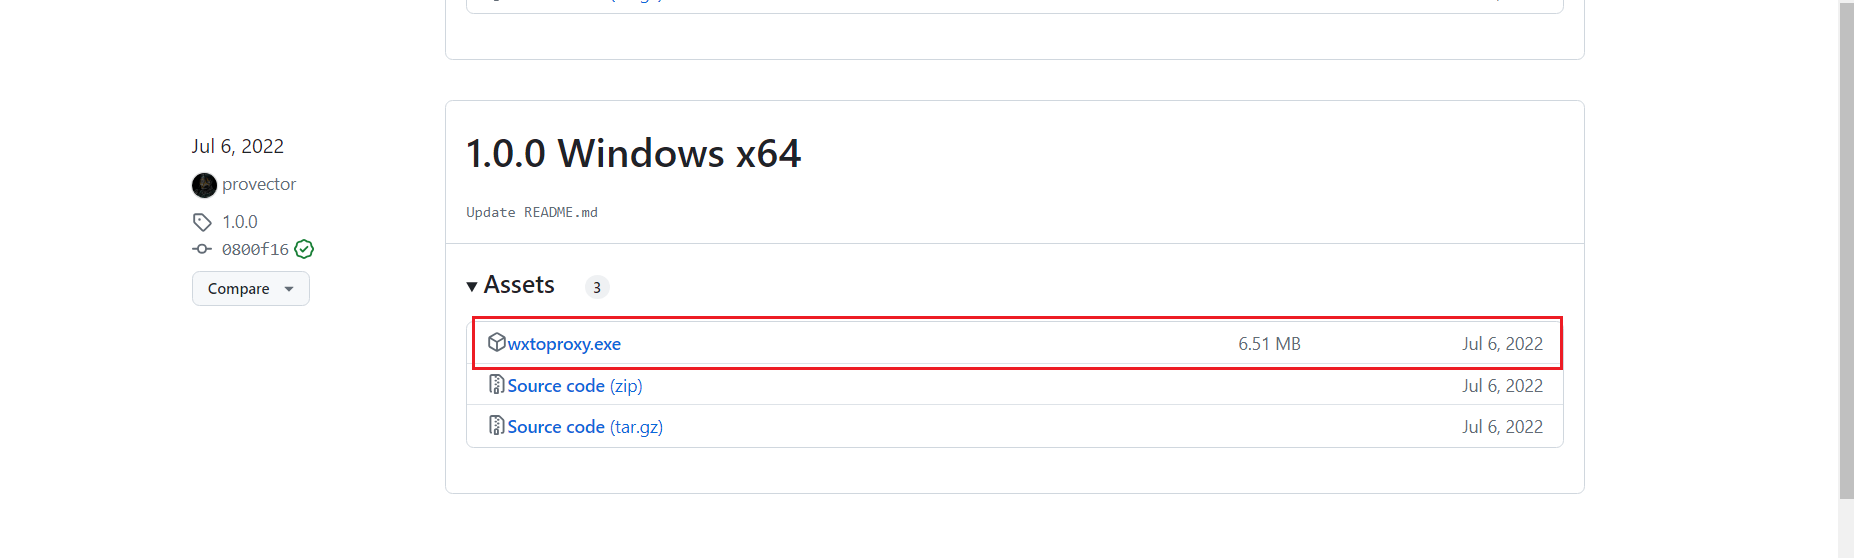 Jul 6, 2022
provector
1.0.0
0800f16
Compare
1.0.0 Windows x64
Update README.md
Assets 3
wxtoproxy.exe 6.51 MB Jul 6, 2022
Source code (zip) Jul 6, 2022
Source code (tar.gz) Jul 6, 2022